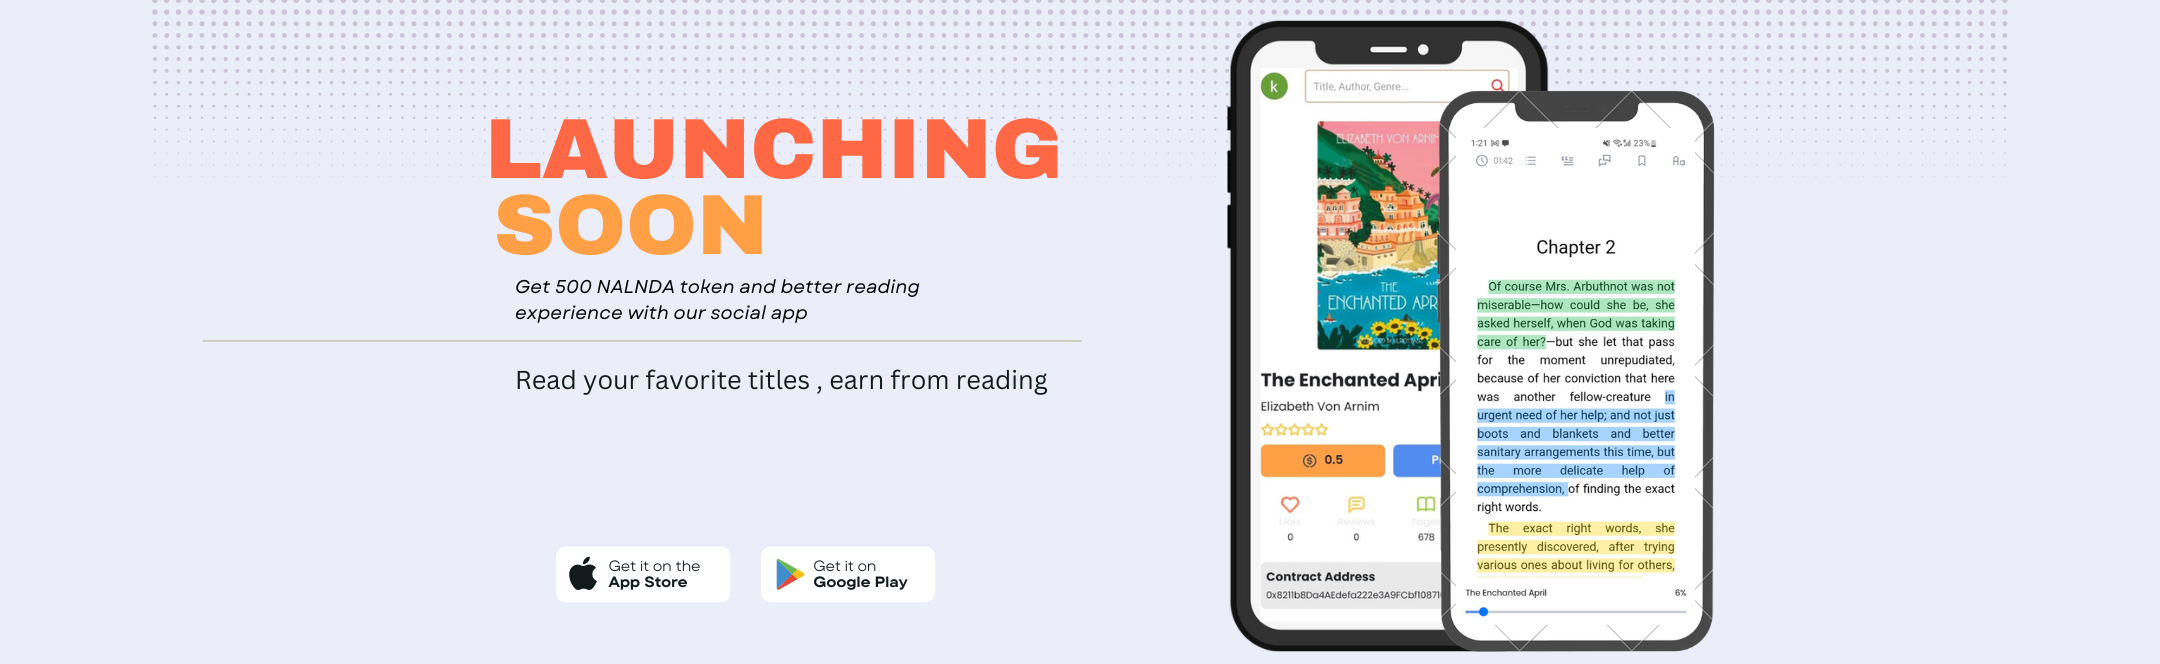 LAUNCHING
SOON
Get 500 NALNDA token and better reading
experience with our social app
Read your favorite titles , earn from reading
Get it on the
App Store
Get it on
Google Play
k
Title, Author, Genre...
ELIZABETH VON ARNIM
THE
ENCHANTED APR
The Enchanted Apri
Elizabeth Von Arnim
0.5
P
Likes
Reviews
Pages
0
0
678
Contract Address
1:21
23%
01:42
Aa
Chapter 2
Of course Mrs. Arbuthnot was not
miserable—how could she be, she
asked herself, when God was taking
care of her?—but she let that pass
for the moment unrepudiated,
because of her conviction that here
was another fellow-creature in
urgent need of her help; and not just
boots and blankets and better
sanitary arrangements this time, but
the more delicate help of
comprehension, of finding the exact
right words.
The exact right words, she
presently discovered, after trying
various ones about living for others,
The Enchanted April
6%